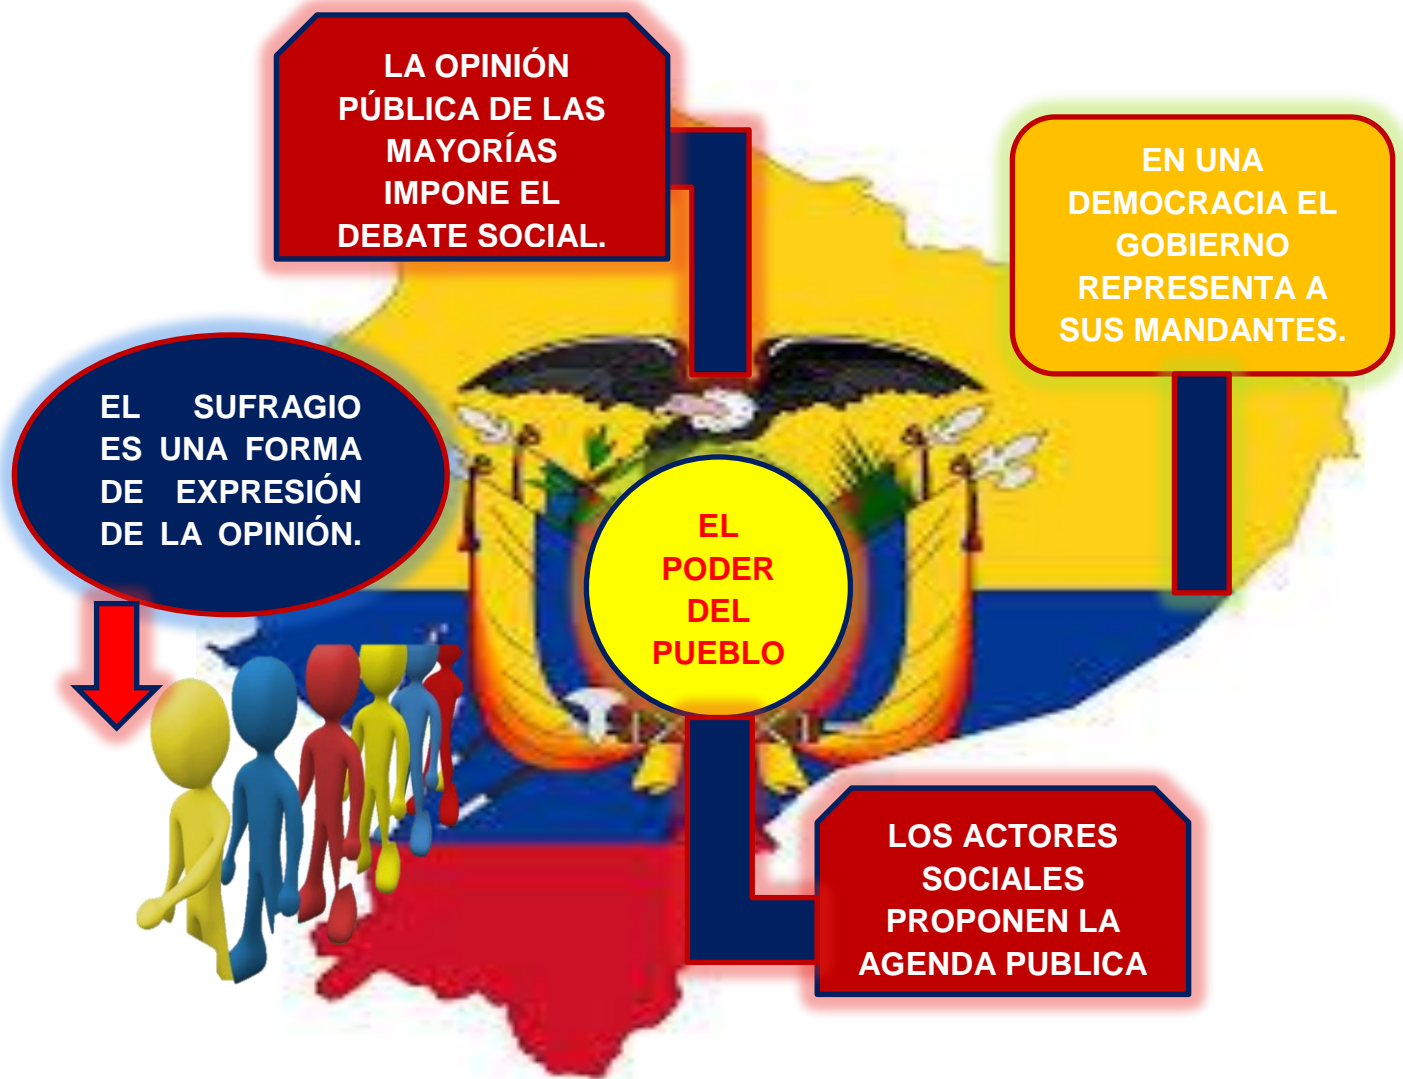 LA OPINIÓN
PÚBLICA DE LAS
MAYORÍAS
IMPONE EL
DEBATE SOCIAL.
EN UNA
DEMOCRACIA EL
GOBIERNO
REPRESENTA A
SUS MANDANTES.
EL SUFRAGIO
ES UNA FORMA
DE EXPRESIÓN
DE LA OPINIÓN.
EL
PODER
DEL
PUEBLO
LOS ACTORES
SOCIALES
PROPONEN LA
AGENDA PUBLICA